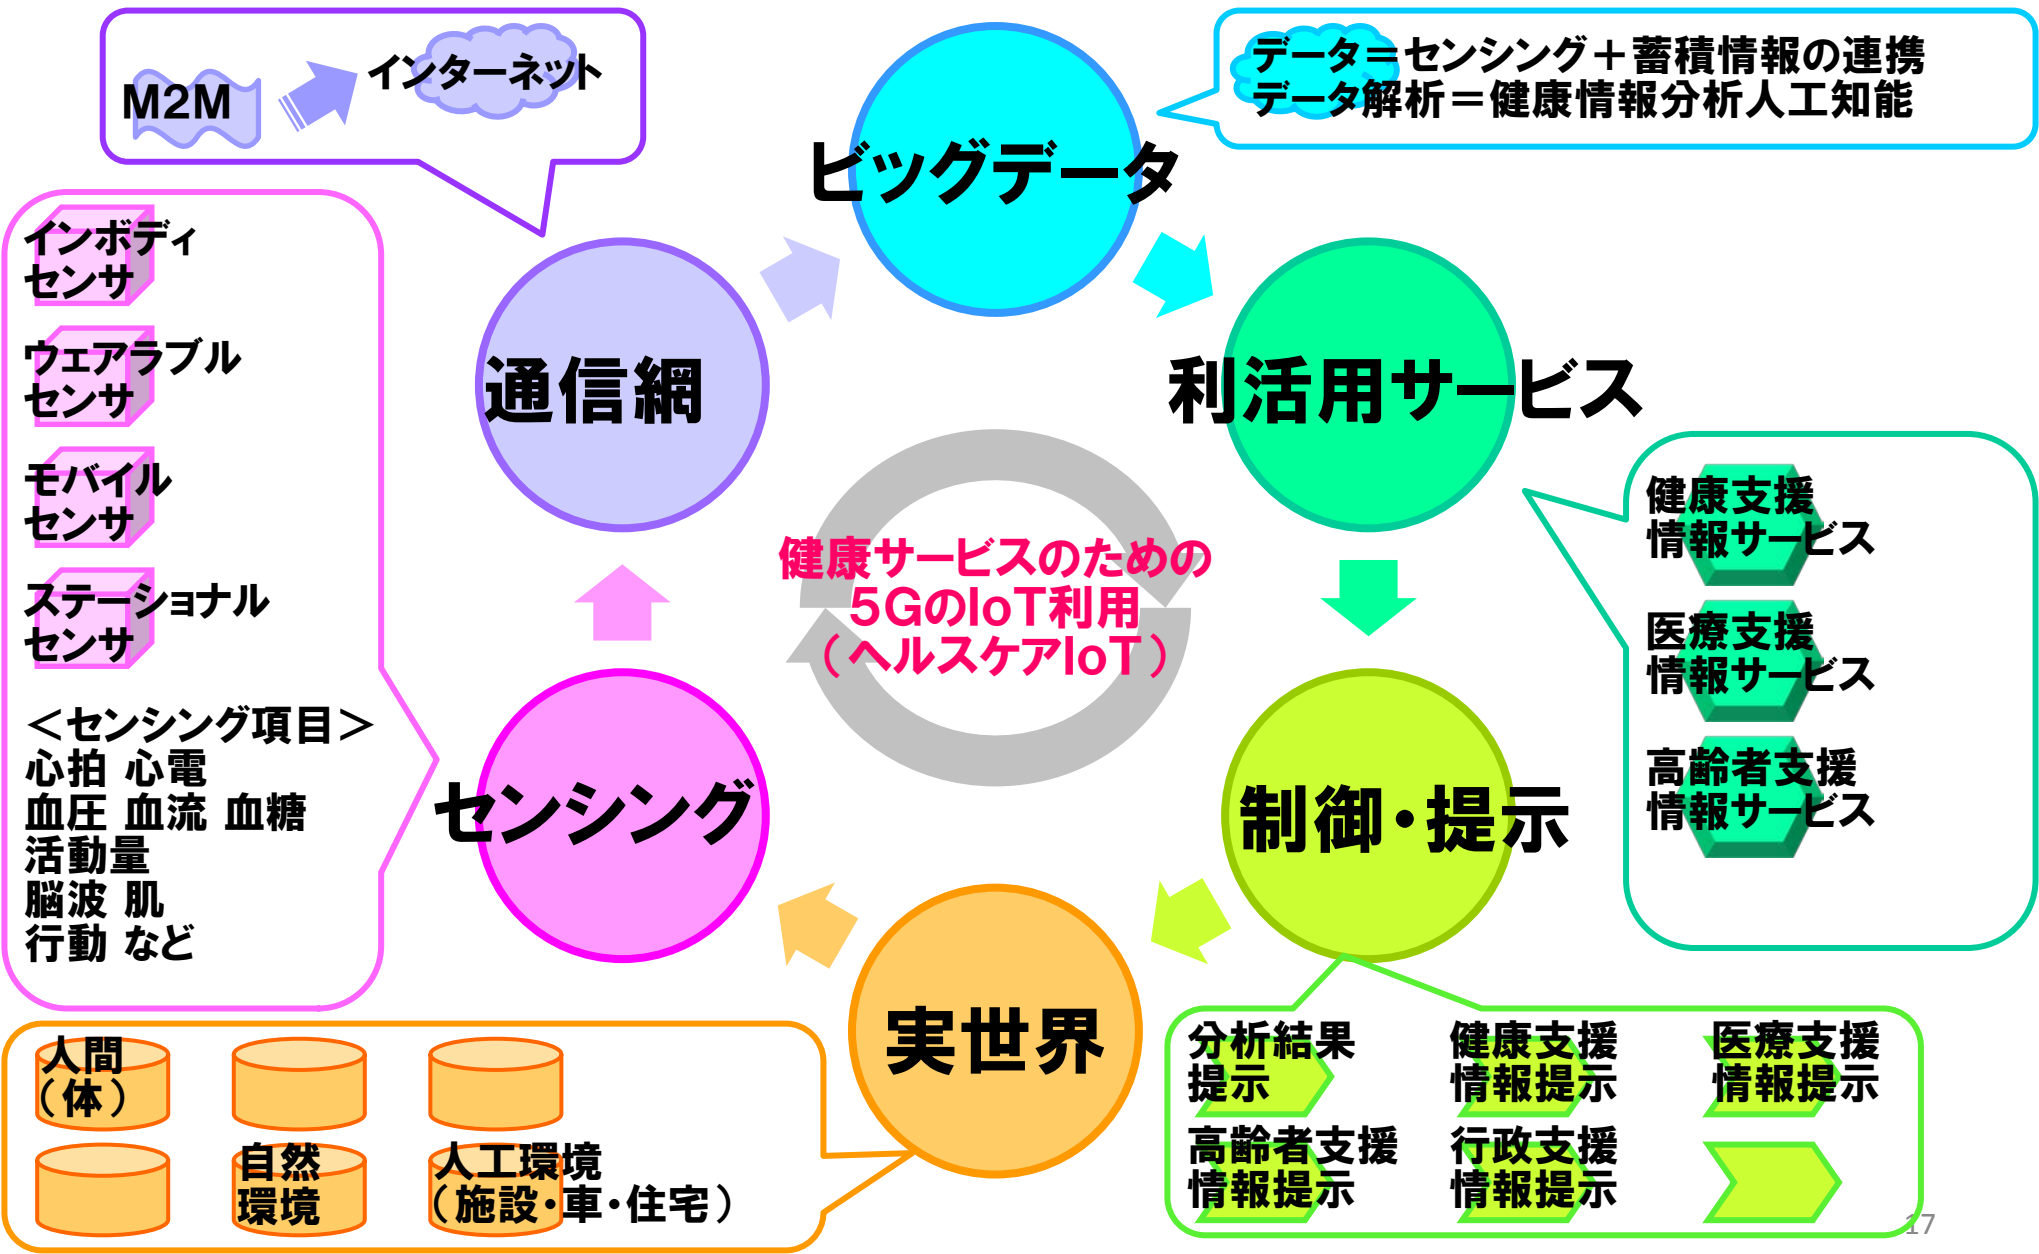 M2M
インターネット
ビッグデータ
データ＝センシング＋蓄積情報の連携
データ解析＝健康情報分析人工知能
インボディ
センサ
ウェアラブル
センサ
モバイル
センサ
ステーショナル
センサ
＜センシング項目＞
心拍 心電
血圧 血流 血糖
活動量
脳波 肌
行動 など
通信網
利活用サービス
健康サービスのための
5GのIoT利用
（ヘルスケアIoT）
健康支援
情報サービス
医療支援
情報サービス
高齢者支援
情報サービス
センシング
制御・提示
実世界
人間
（体）
自然
環境
人工環境
（施設・車・住宅）
分析結果
提示
健康支援
情報提示
医療支援
情報提示
高齢者支援
情報提示
行政支援
情報提示
17